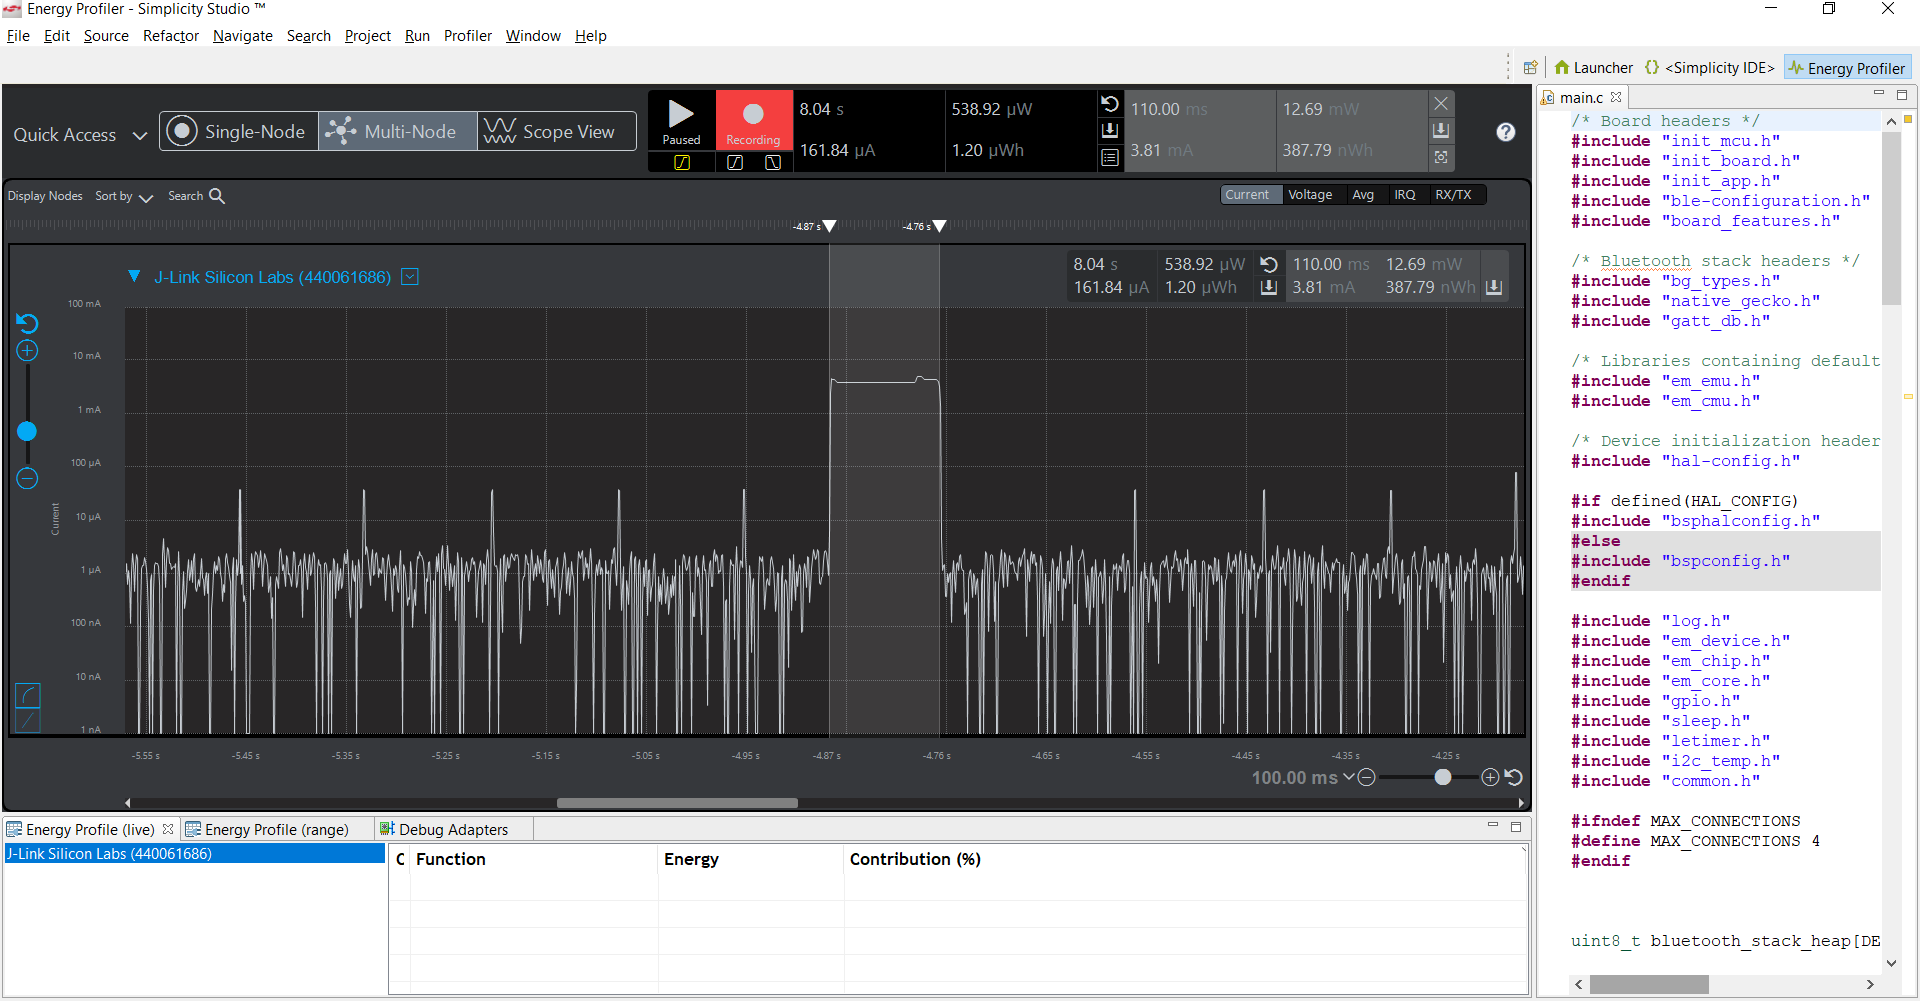 Energy Profiler - Simplicity Studio ™
File Edit Source Refactor Navigate Search Project Run Profiler Window Help
Launcher <Simplicity IDE> Energy Profiler
Quick Access
Single-Node Multi-Node Scope View
Paused
Recording
8.04 s 538.92 µW
161.84 µA 1.20 µWh
110.00 ms 12.69 mW
3.81 mA 387.79 nWh
Display Nodes Sort by Search
Current Voltage Avg IRQ RX/TX
-4.87 s -4.76 s
J-Link Silicon Labs (440061686)
8.04 s 538.92 µW 110.00 ms 12.69 mW
161.84 µA 1.20 µWh 3.81 mA 387.79 nWh
100 mA
10 mA
1 mA
100 µA
10 µA
1 µA
100 nA
10 nA
1 nA
Current
-5.55 s -5.45 s -5.35 s -5.25 s -5.15 s -5.05 s -4.95 s -4.87 s -4.76 s -4.65 s -4.55 s -4.45 s -4.35 s -4.25 s
100.00 ms
Energy Profile (live) Energy Profile (range) Debug Adapters
J-Link Silicon Labs (440061686)
C Function Energy Contribution (%)
main.c
/* Board headers */
#include "init_mcu.h"
#include "init_board.h"
#include "init_app.h"
#include "ble-configuration.h"
#include "board_features.h"
/* Bluetooth stack headers */
#include "bg_types.h"
#include "native_gecko.h"
#include "gatt_db.h"
/* Libraries containing default
#include "em_emu.h"
#include "em_cmu.h"
/* Device initialization header
#include "hal-config.h"
#if defined(HAL_CONFIG)
#include "bsphalconfig.h"
#else
#include "bspconfig.h"
#endif
#include "log.h"
#include "em_device.h"
#include "em_chip.h"
#include "em_core.h"
#include "gpio.h"
#include "sleep.h"
#include "letimer.h"
#include "i2c_temp.h"
#include "common.h"
#ifndef MAX_CONNECTIONS
#define MAX_CONNECTIONS 4
#endif
uint8_t bluetooth_stack_heap[DE